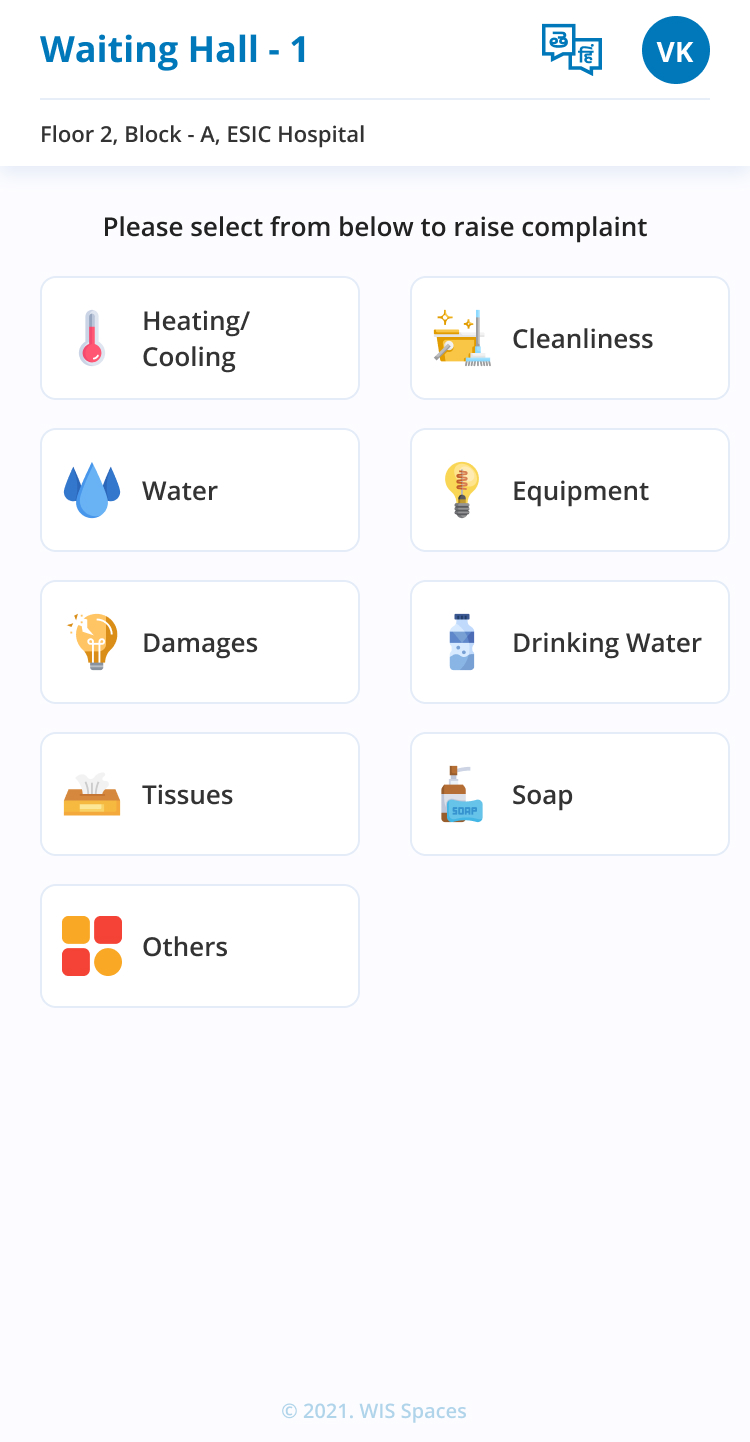 Waiting Hall - 1
తె
हिं
VK
Floor 2, Block - A, ESIC Hospital
Please select from below to raise complaint
Heating/
Cooling
Cleanliness
Water
Equipment
Damages
Drinking Water
Tissues
SOAP
Soap
Others
© 2021. WIS Spaces